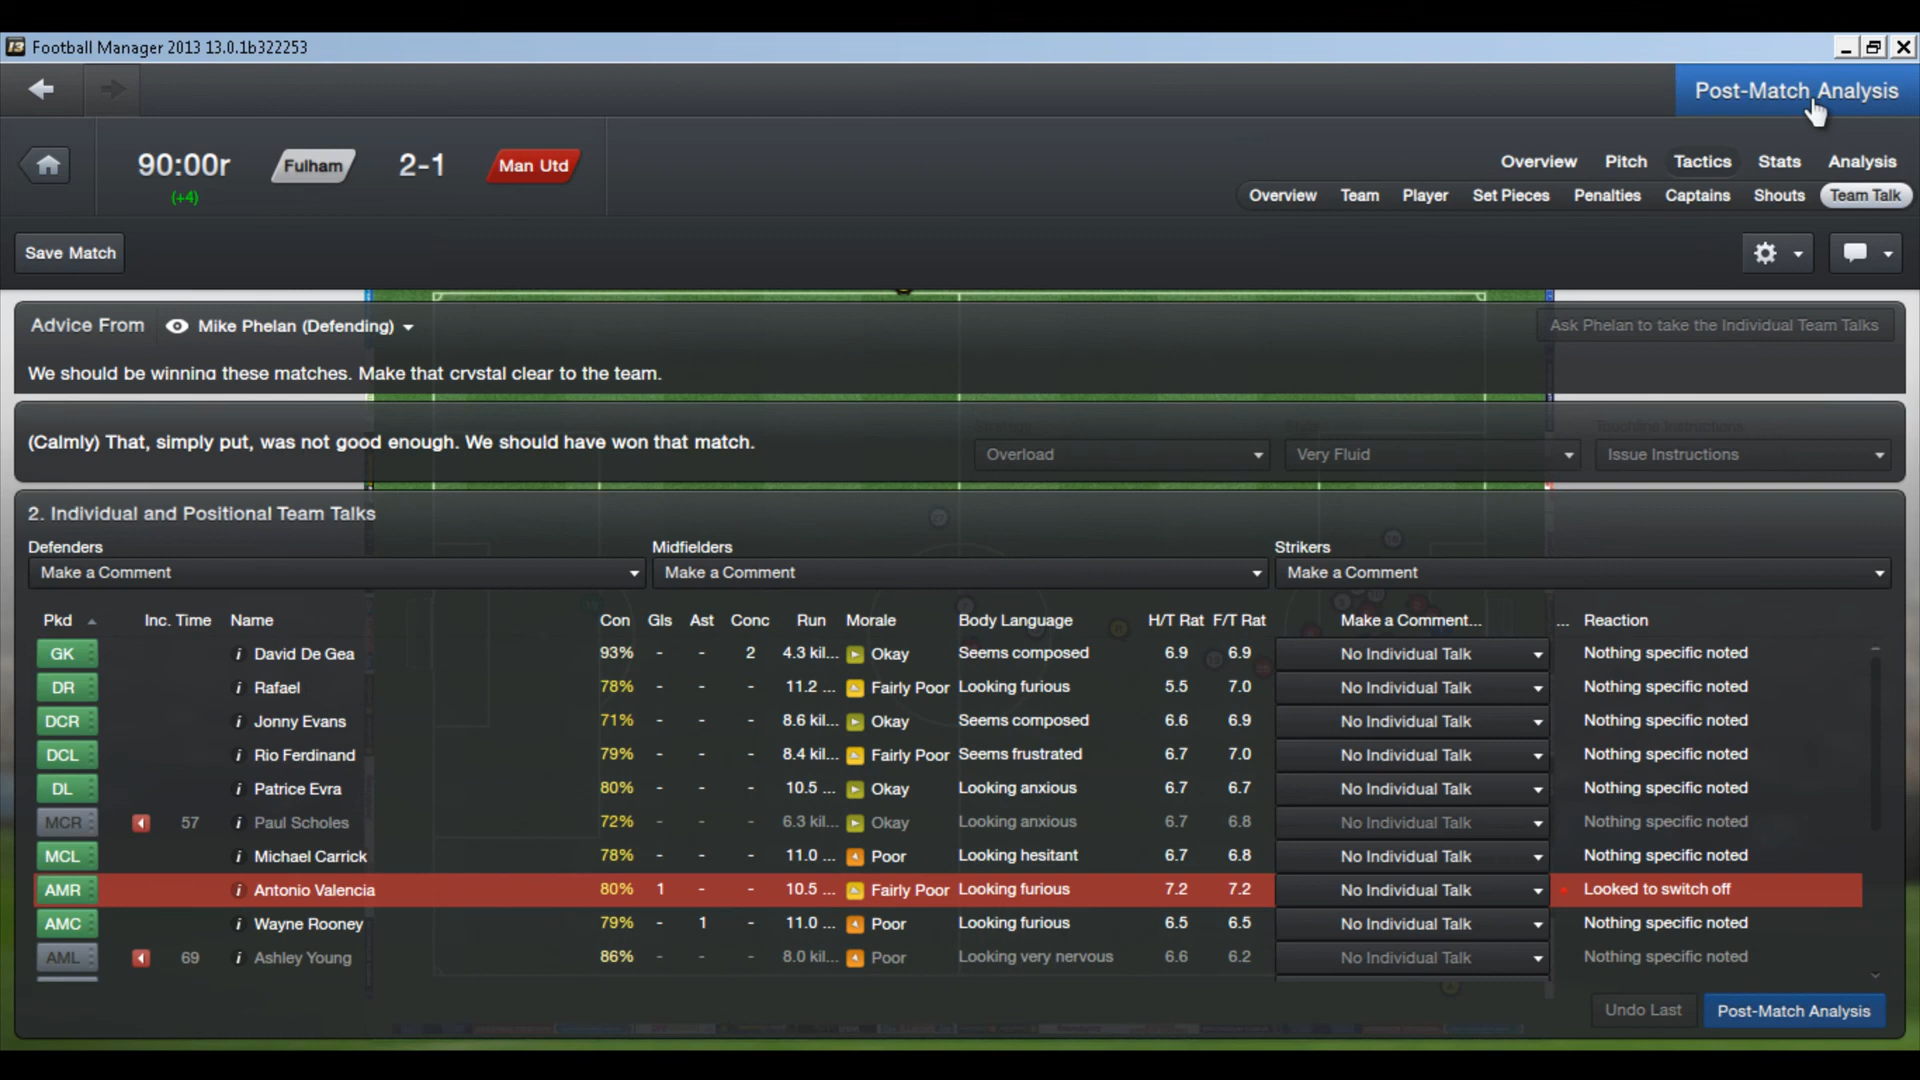 Football Manager 2013 13.0.1b322253
Post-Match Analysis
90:00r Fulham 2-1 Man Utd
(+4)
Overview Pitch Tactics Stats Analysis
Overview Team Player Set Pieces Penalties Captains Shouts Team Talk
Save Match
Advice From Mike Phelan (Defending) Ask Phelan to take the Individual Team Talks
We should be winning these matches. Make that crystal clear to the team.
Touchline Instructions
(Calmly) That, simply put, was not good enough. We should have won that match. Overload Very Fluid Issue Instructions
2. Individual and Positional Team Talks
Defenders Midfielders Strikers
Make a Comment Make a Comment Make a Comment
Pkd Inc. Time Name Con Gls Ast Conc Run Morale Body Language H/T Rat F/T Rat Make a Comment... ... Reaction
GK i David De Gea 93% - - 2 4.3 kil... Okay Seems composed 6.9 6.9 No Individual Talk Nothing specific noted
DR i Rafael 78% - - - 11.2 ... Fairly Poor Looking furious 5.5 7.0 No Individual Talk Nothing specific noted
DCR i Jonny Evans 71% - - - 8.6 kil... Okay Seems composed 6.6 6.9 No Individual Talk Nothing specific noted
DCL i Rio Ferdinand 79% - - - 8.4 kil... Fairly Poor Seems frustrated 6.7 7.0 No Individual Talk Nothing specific noted
DL i Patrice Evra 80% - - - 10.5 ... Okay Looking anxious 6.7 6.7 No Individual Talk Nothing specific noted
MCR 57 i Paul Scholes 72% - - - 6.3 kil... Okay Looking anxious 6.7 6.8 No Individual Talk Nothing specific noted
MCL i Michael Carrick 78% - - - 11.0 ... Poor Looking hesitant 6.7 6.8 No Individual Talk Nothing specific noted
AMR i Antonio Valencia 80% 1 - - 10.5 ... Fairly Poor Looking furious 7.2 7.2 No Individual Talk Looked to switch off
AMC i Wayne Rooney 79% - 1 - 11.0 ... Poor Looking furious 6.5 6.5 No Individual Talk Nothing specific noted
AML 69 i Ashley Young 86% - - - 8.0 kil... Poor Looking very nervous 6.6 6.2 No Individual Talk Nothing specific noted
Undo Last Post-Match Analysis